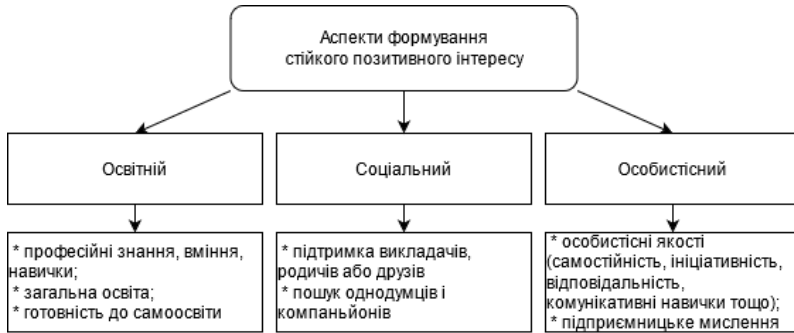 Аспекти формування
стійкого позитивного інтересу
Освітній
Соціальний
Особистісний
* професійні знання, вміння,
навички;
* загальна освіта;
* готовність до самоосвіти
* підтримка викладачів,
родичів або друзів
* пошук однодумців і
компаньйонів
* особистісні якості
(самостійність, ініціативність,
відповідальність,
комунікативні навички тощо);
* підприємницьке мислення